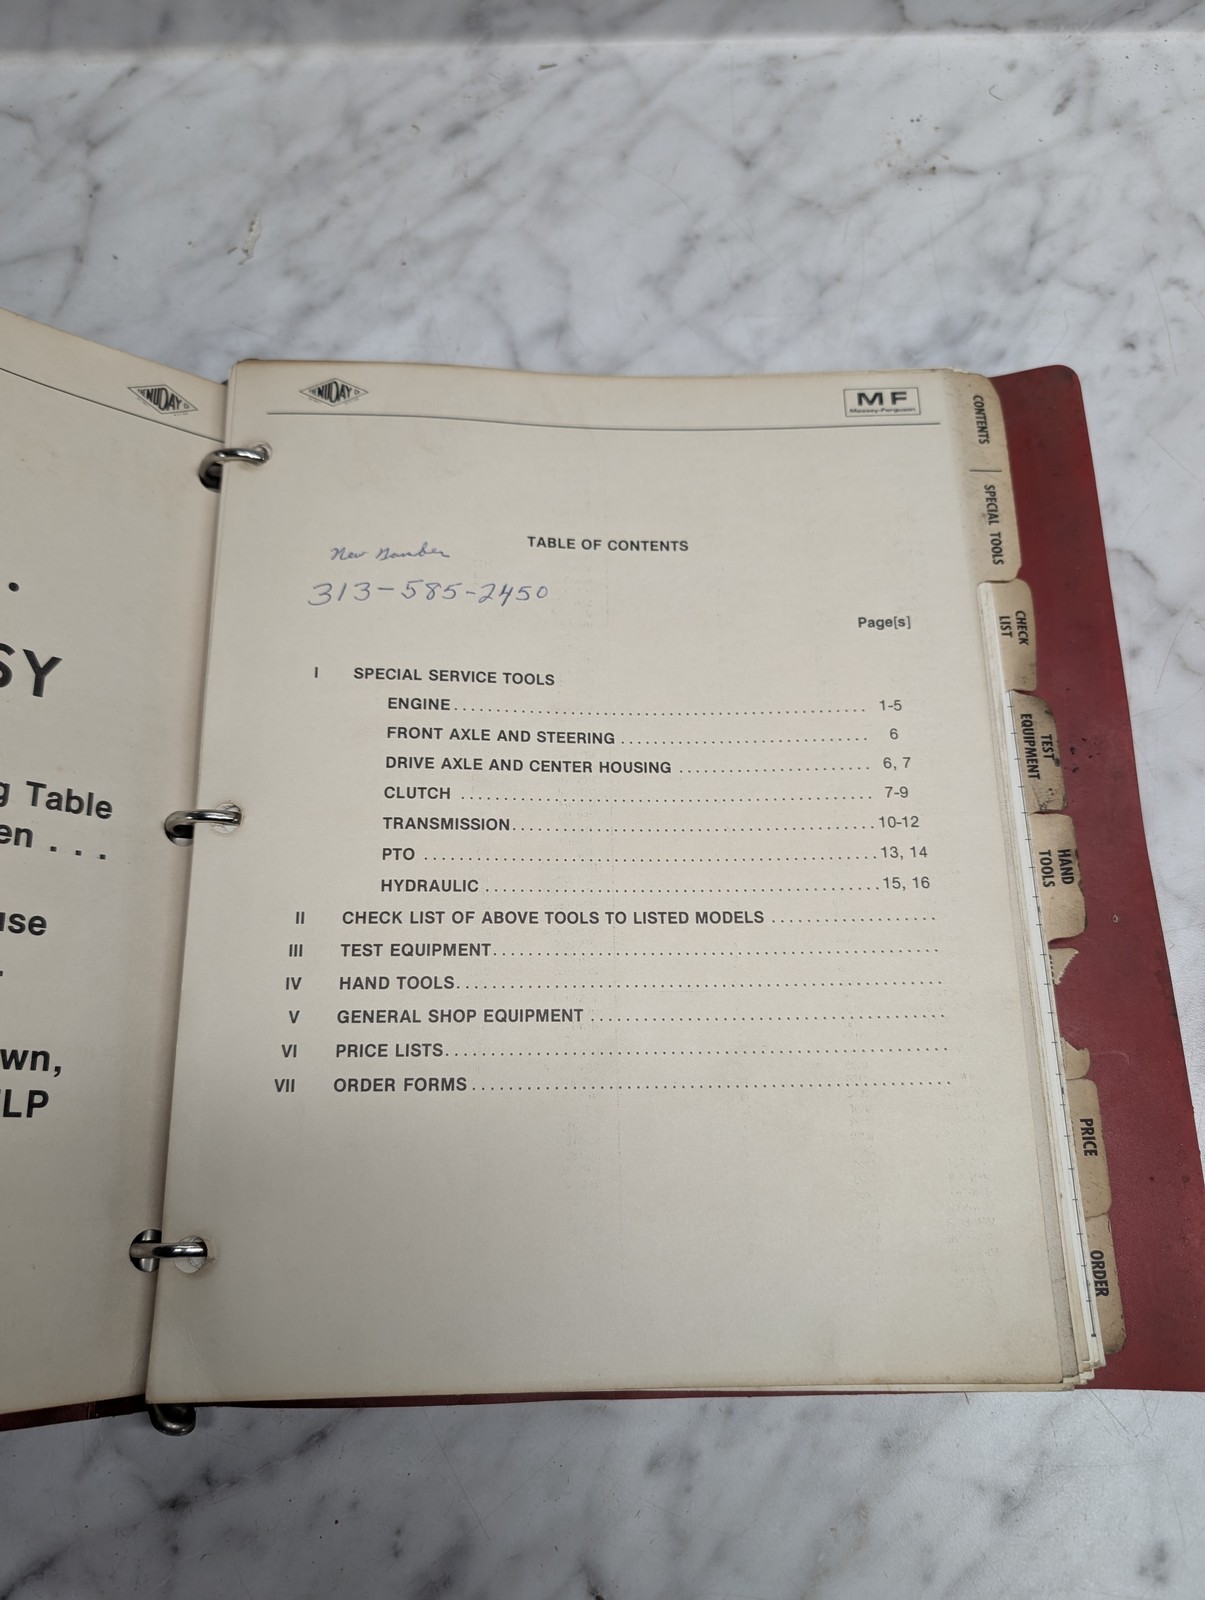 NUDAY
.
SY
g Table
en . . .
use
.
wn,
LP
THE NUDAY CO
MF
Massey-Ferguson
TABLE OF CONTENTS
New Number
313-585-2450
Page[s]
I SPECIAL SERVICE TOOLS
ENGINE 1-5
FRONT AXLE AND STEERING 6
DRIVE AXLE AND CENTER HOUSING 6, 7
CLUTCH 7-9
TRANSMISSION 10-12
PTO 13, 14
HYDRAULIC 15, 16
II CHECK LIST OF ABOVE TOOLS TO LISTED MODELS
III TEST EQUIPMENT
IV HAND TOOLS
V GENERAL SHOP EQUIPMENT
VI PRICE LISTS
VII ORDER FORMS
CONTENTS
SPECIAL TOOLS
CHECK
LIST
TEST
EQUIPMENT
HAND
TOOLS
PRICE
ORDER